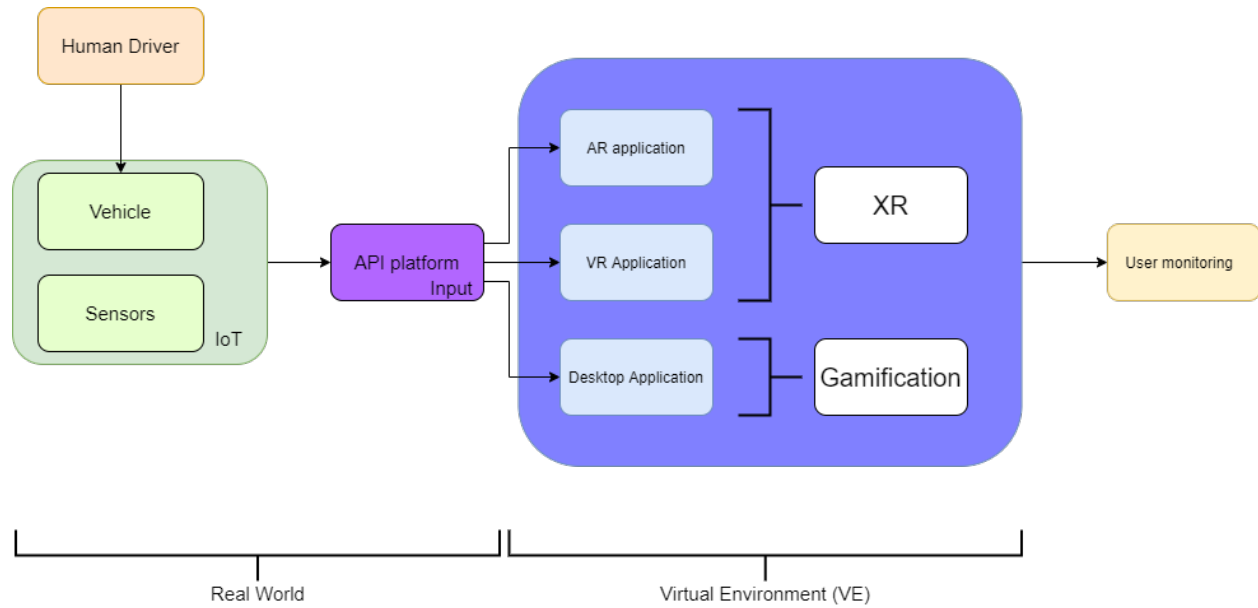 Human Driver
Vehicle
Sensors
IoT
API platform
Input
AR application
VR Application
Desktop Application
XR
Gamification
User monitoring
Real World
Virtual Environment (VE)